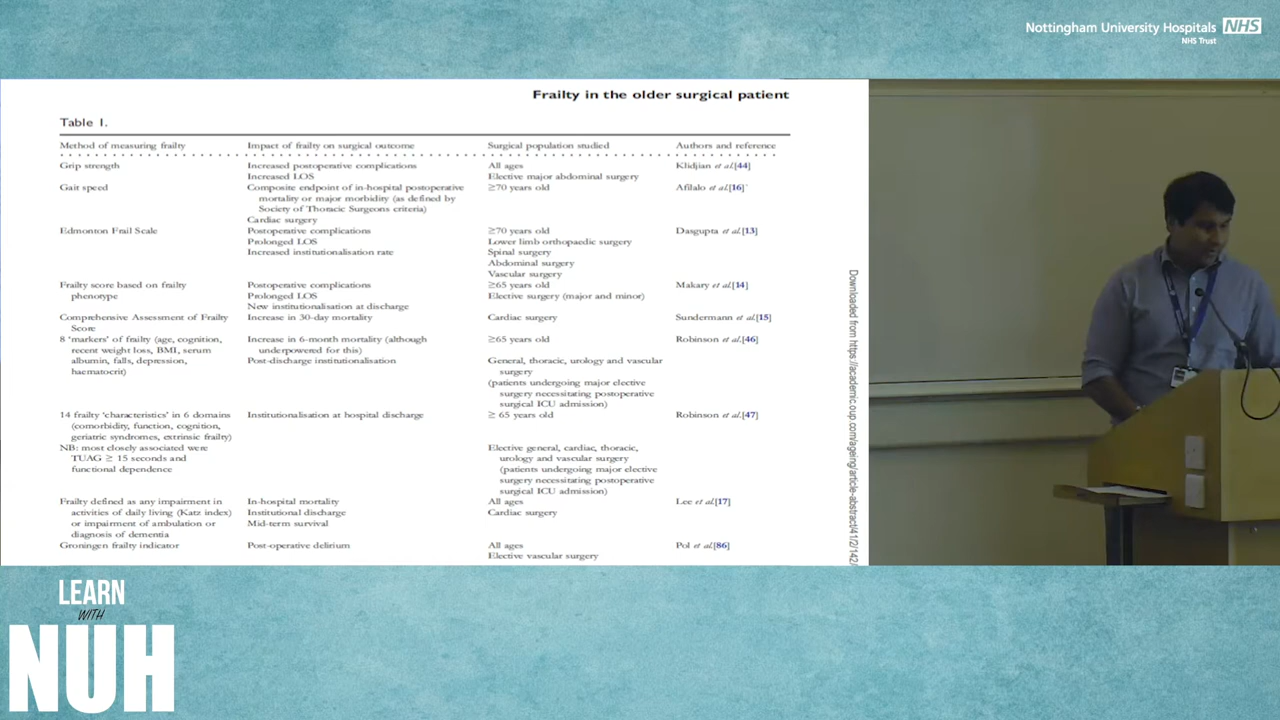 Nottingham University Hospitals NHS
NHS Trust
Frailty in the older surgical patient
Table 1.
Method of measuring frailty Impact of frailty on surgical outcome Surgical population studied Authors and reference
Grip strength Increased postoperative complications All ages Klidjian et al.[44]
Increased LOS Elective major abdominal surgery
Gait speed Composite endpoint of in-hospital postoperative ≥70 years old Afilalo et al.[16]
mortality or major morbidity (as defined by
Society of Thoracic Surgeons criteria)
Cardiac surgery
Edmonton Frail Scale Postoperative complications ≥70 years old Dasgupta et al.[13]
Prolonged LOS Lower limb orthopaedic surgery
Increased institutionalisation rate Spinal surgery
Abdominal surgery
Vascular surgery
Frailty score based on frailty Postoperative complications ≥65 years old Makary et al.[14]
phenotype Prolonged LOS Elective surgery (major and minor)
New institutionalisation at discharge
Comprehensive Assessment of Frailty Increase in 30-day mortality Cardiac surgery Sundermann et al.[15]
Score
8 'markers' of frailty (age, cognition, Increase in 6-month mortality (although ≥65 years old Robinson et al.[46]
recent weight loss, BMI, serum underpowered for this)
albumin, falls, depression, Post-discharge institutionalisation General, thoracic, urology and vascular
haematocrit) surgery
(patients undergoing major elective
surgery necessitating postoperative
surgical ICU admission)
14 frailty 'characteristics' in 6 domains Institutionalisation at hospital discharge ≥ 65 years old Robinson et al.[47]
(comorbidity, function, cognition,
geriatric syndromes, extrinsic frailty)
NB: most closely associated were Elective general, cardiac, thoracic,
TUAG ≥ 15 seconds and urology and vascular surgery
functional dependence (patients undergoing major elective
surgery necessitating postoperative
surgical ICU admission)
Frailty defined as any impairment in In-hospital mortality All ages Lee et al.[17]
activities of daily living (Katz index) Institutional discharge Cardiac surgery
or impairment of ambulation or Mid-term survival
diagnosis of dementia
Groningen frailty indicator Post-operative delirium All ages Pol et al.[86]
Elective vascular surgery
Downloaded from https://academic.oup.com/ageing/article-abstract/41/2/142/
LEARN
WITH
NUH